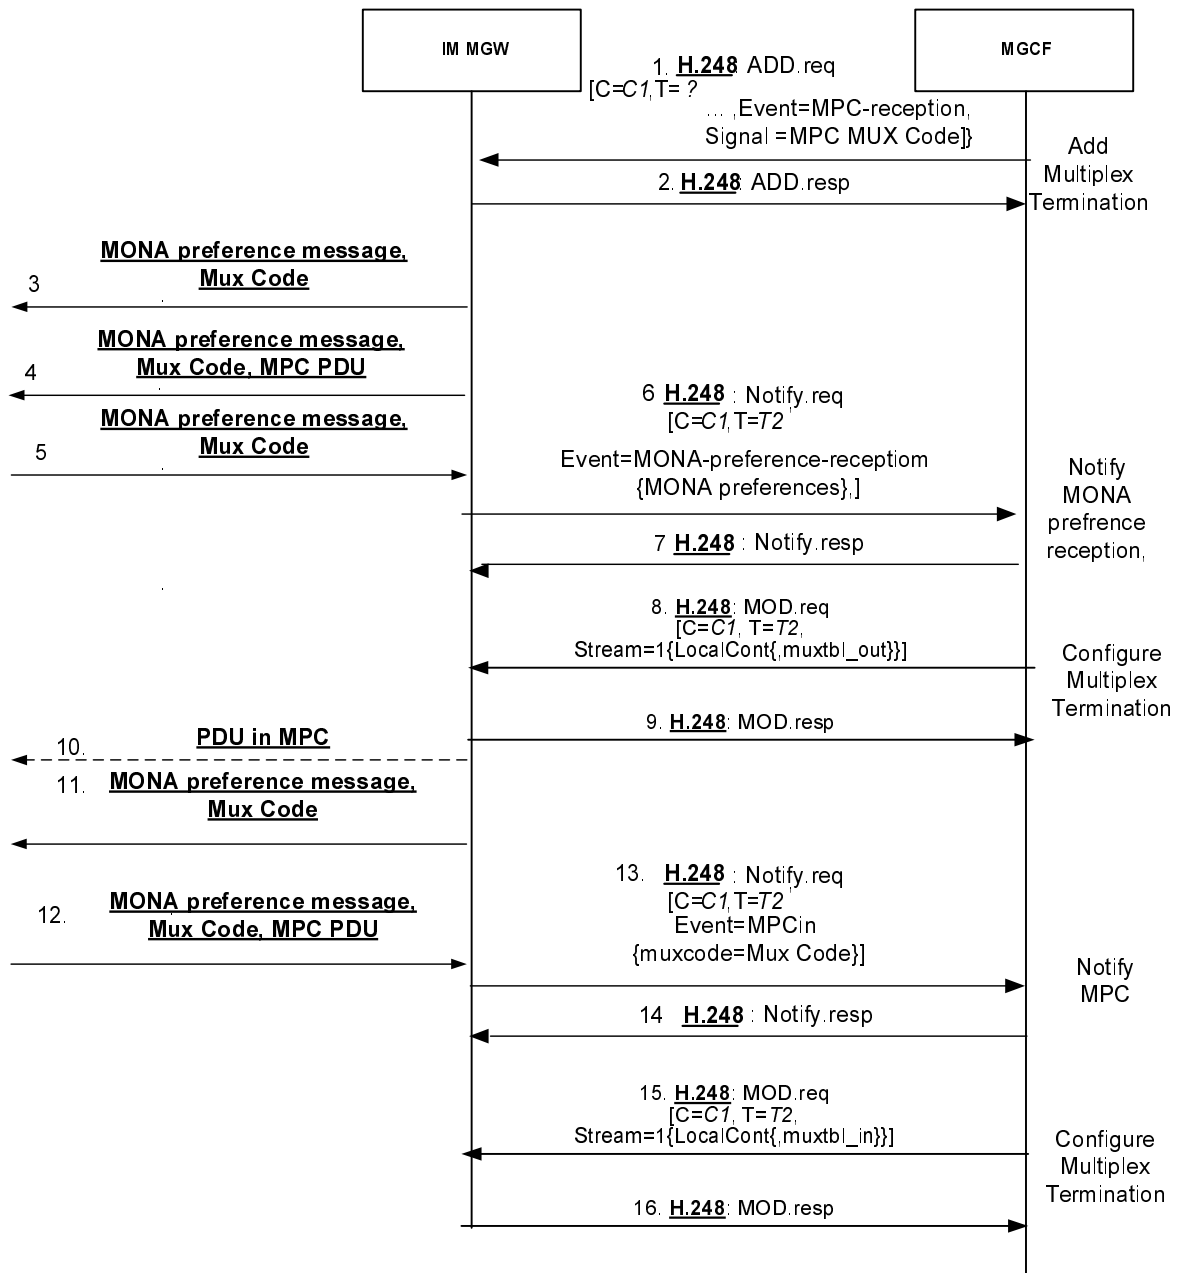 IM MGW
MGCF
1. H.248: ADD.req
[C=C1,T= ?
... ,Event=MPC-reception,
Signal =MPC MUX Code]}
Add
Multiplex
Termination
2. H.248: ADD.resp
MONA preference message,
Mux Code
3
MONA preference message,
Mux Code, MPC PDU
4
MONA preference message,
Mux Code
5
6 H.248 : Notify.req
[C=C1,T=T2 ,
Event=MONA-preference-receptiom
{MONA preferences},]
Notify
MONA
prefrence
reception,
7 H.248 : Notify.resp
8. H.248: MOD.req
[C=C1, T=T2,
Stream=1{LocalCont{,muxtbl_out}}]
Configure
Multiplex
Termination
9. H.248: MOD.resp
10. PDU in MPC
11. MONA preference message,
Mux Code
12. MONA preference message,
Mux Code, MPC PDU
13. H.248 : Notify.req
[C=C1,T=T2 ,
Event=MPCin
{muxcode=Mux Code}]
Notify
MPC
14 H.248 : Notify.resp
15. H.248: MOD.req
[C=C1, T=T2,
Stream=1{LocalCont{,muxtbl_in}}]
Configure
Multiplex
Termination
16. H.248: MOD.resp